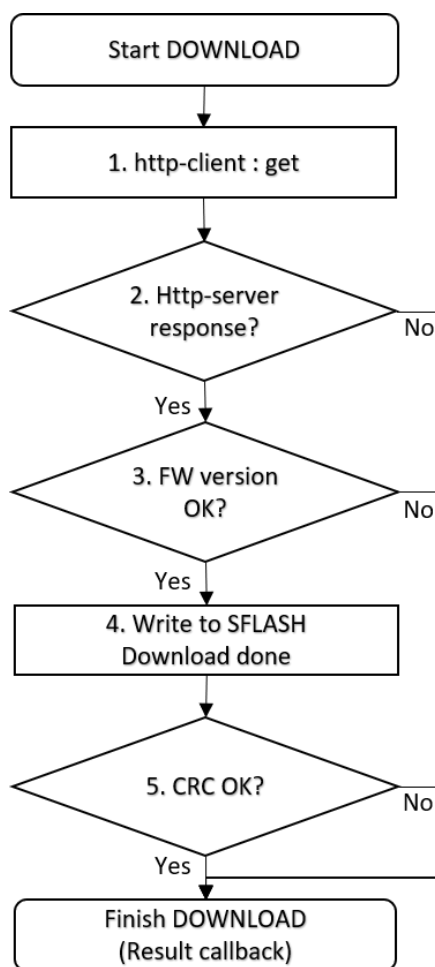 Start DOWNLOAD
1. http-client : get
2. Http-server
response?
No
Yes
3. FW version
OK?
No
Yes
4. Write to SFLASH
Download done
5. CRC OK?
No
Yes
Finish DOWNLOAD
(Result callback)